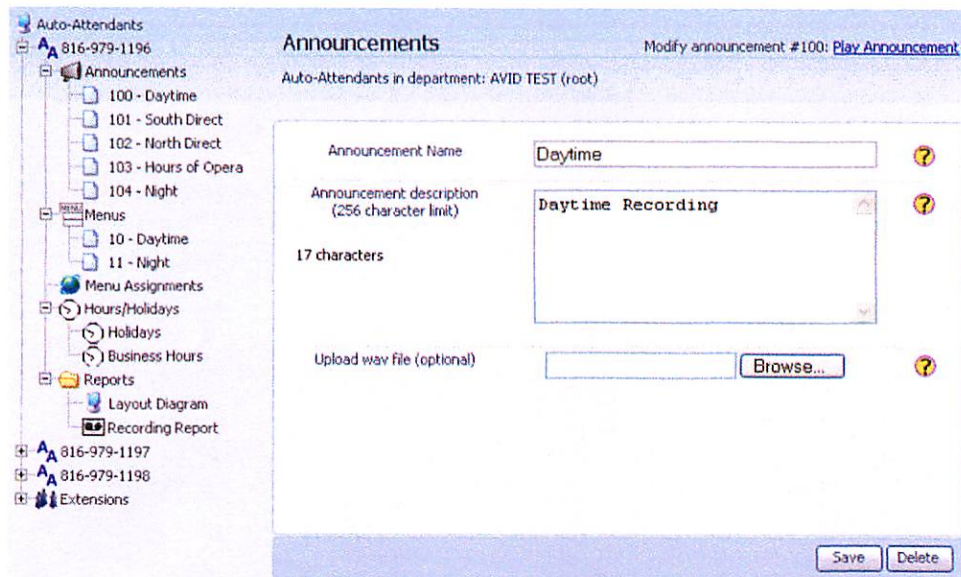 Auto-Attendants
816-979-1196
Announcements
100 - Daytime
101 - South Direct
102 - North Direct
103 - Hours of Opera
104 - Night
MENU
Menus
10 - Daytime
11 - Night
Menu Assignments
Hours/Holidays
Holidays
Business Hours
Reports
Layout Diagram
Recording Report
816-979-1197
816-979-1198
Extensions
Announcements
Modify announcement #100: Play Announcement
Auto-Attendants in department: AVID TEST (root)
Announcement Name
Daytime
Announcement description
(256 character limit)
Daytime Recording
17 characters
Upload wav file (optional)
Browse...
Save
Delete